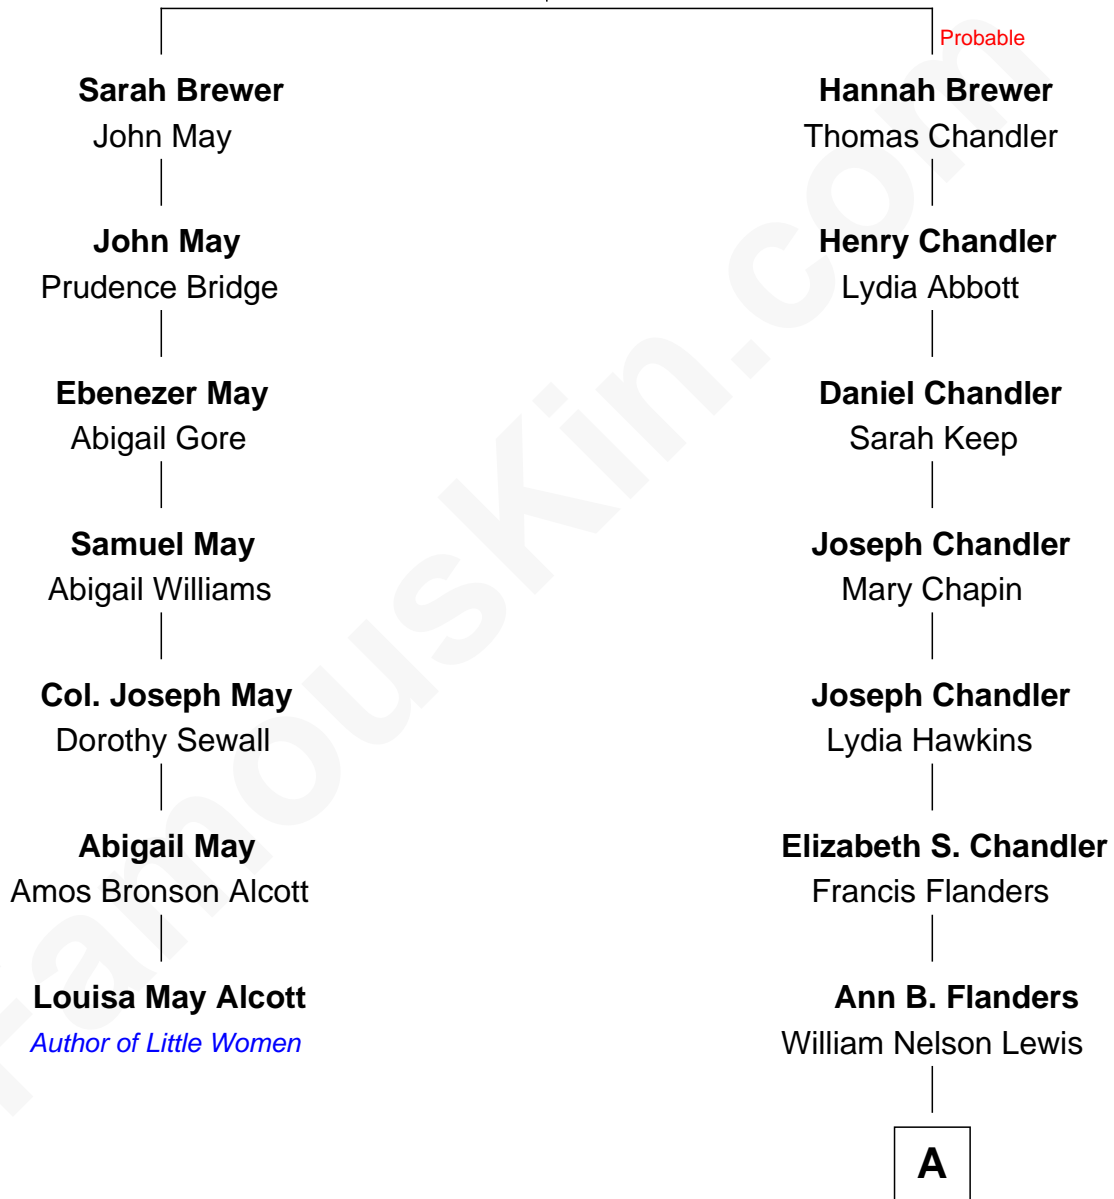 Probable
Sarah Brewer
John May
John May
Prudence Bridge
Ebenezer May
Abigail Gore
Samuel May
Abigail Williams
Col. Joseph May
Dorothy Sewall
Abigail May
Amos Bronson Alcott
Louisa May Alcott
Author of Little Women
Hannah Brewer
Thomas Chandler
Henry Chandler
Lydia Abbott
Daniel Chandler
Sarah Keep
Joseph Chandler
Mary Chapin
Joseph Chandler
Lydia Hawkins
Elizabeth S. Chandler
Francis Flanders
Ann B. Flanders
William Nelson Lewis
A
FamousKin.com